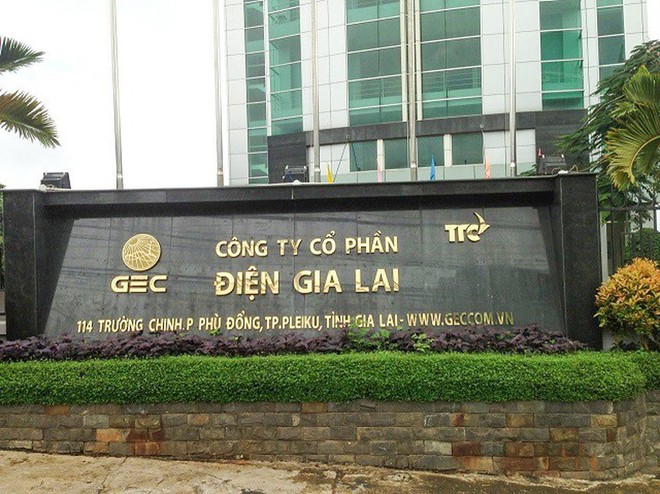 GEC
CÔNG TY CỔ PHẦN
ĐIỆN GIA LAI
TTC
114 TRƯỜNG CHINH.P PHÙ ĐỔNG,TP.PLEIKU,TỈNH GIA LAI-WWW.GECCOM.VN